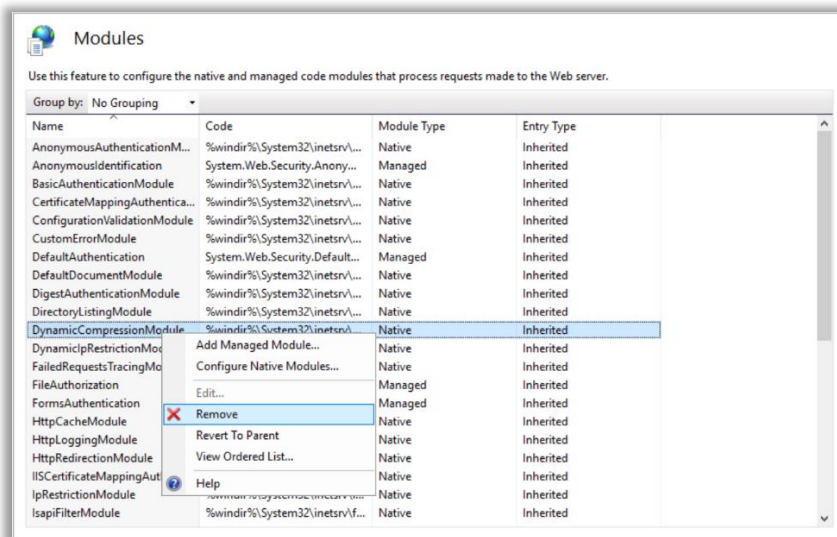 Modules
Use this feature to configure the native and managed code modules that process requests made to the Web server.
Group by: No Grouping
Name Code Module Type Entry Type
AnonymousAuthenticationM... %windir%\System32\inetsrv\... Native Inherited
AnonymousIdentification System.Web.Security.Anony... Managed Inherited
BasicAuthenticationModule %windir%\System32\inetsrv\... Native Inherited
CertificateMappingAuthentica... %windir%\System32\inetsrv\... Native Inherited
ConfigurationValidationModule %windir%\System32\inetsrv\... Native Inherited
CustomErrorModule %windir%\System32\inetsrv\... Native Inherited
DefaultAuthentication System.Web.Security.Default... Managed Inherited
DefaultDocumentModule %windir%\System32\inetsrv\... Native Inherited
DigestAuthenticationModule %windir%\System32\inetsrv\... Native Inherited
DirectoryListingModule %windir%\System32\inetsrv\... Native Inherited
DynamicCompressionModule %windir%\System32\inetsrv\... Native Inherited
DynamicIpRestrictionMo Native Inherited
FailedRequestsTracingMo Native Inherited
FileAuthorization Managed Inherited
FormsAuthentication Managed Inherited
HttpCacheModule Native Inherited
HttpLoggingModule Native Inherited
HttpRedirectionModule Native Inherited
IISCertificateMappingAut Native Inherited
IpRestrictionModule Native Inherited
IsapiFilterModule %windir%\System32\inetsrv\f... Native Inherited
Add Managed Module...
Configure Native Modules...
Edit...
Remove
Revert To Parent
View Ordered List...
Help